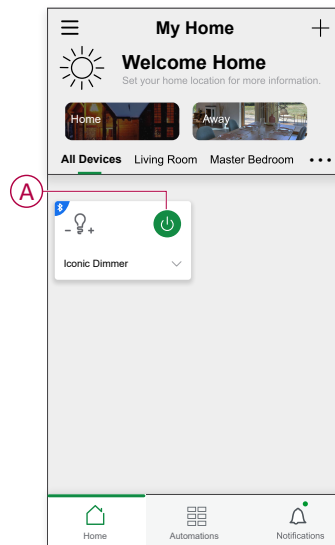 My Home
Welcome Home
Set your home location for more information.
Home
Away
All Devices Living Room Master Bedroom
A
Iconic Dimmer
Home Automations Notifications